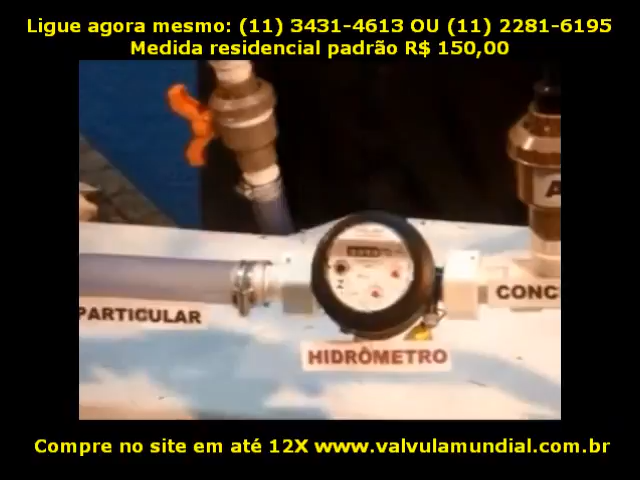 Ligue agora mesmo: (11) 3431-4613 OU (11) 2281-6195
Medida residencial padrão R$ 150,00
A
PARTICULAR
CONC
HIDRÔMETRO
Compre no site em até 12X www.valvulamundial.com.br